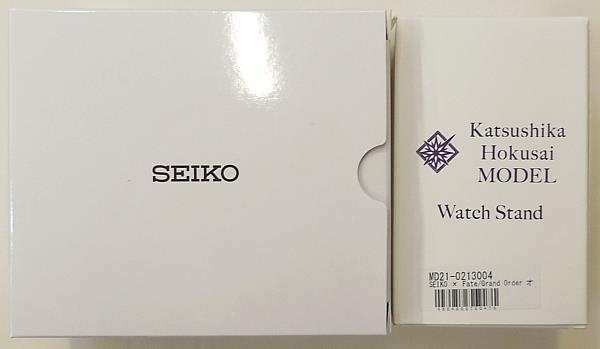 SEIKO
Katsushika
Hokusai
MODEL
Watch Stand
MD21-0213004
SEIKO × Fate/Grand Order オ